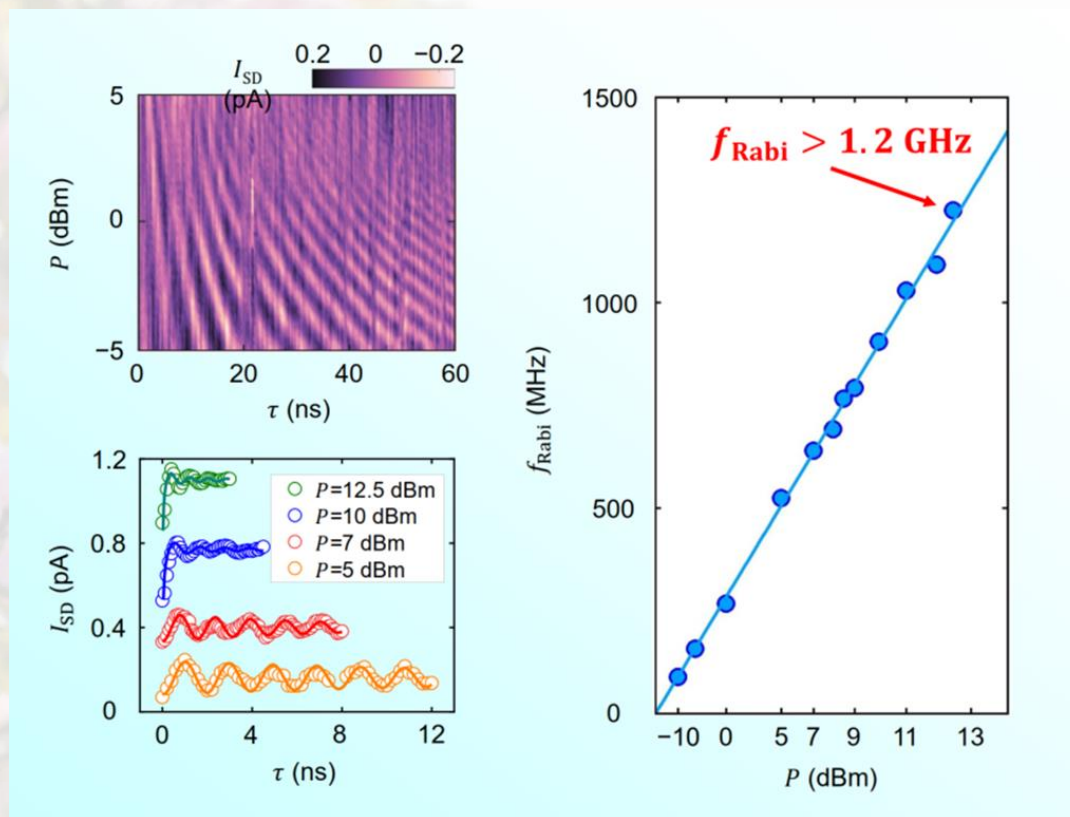 0.2 0 −0.2
I_SD
(pA)
5
0
−5
P (dBm)
0 20 40 60
τ (ns)
1.2
0.8
0.4
0
I_SD (pA)
P=12.5 dBm
P=10 dBm
P=7 dBm
P=5 dBm
0 4 8 12
τ (ns)
1500
1000
500
0
f_Rabi (MHz)
f_Rabi > 1.2 GHz
−10 0 5 7 9 11 13
P (dBm)